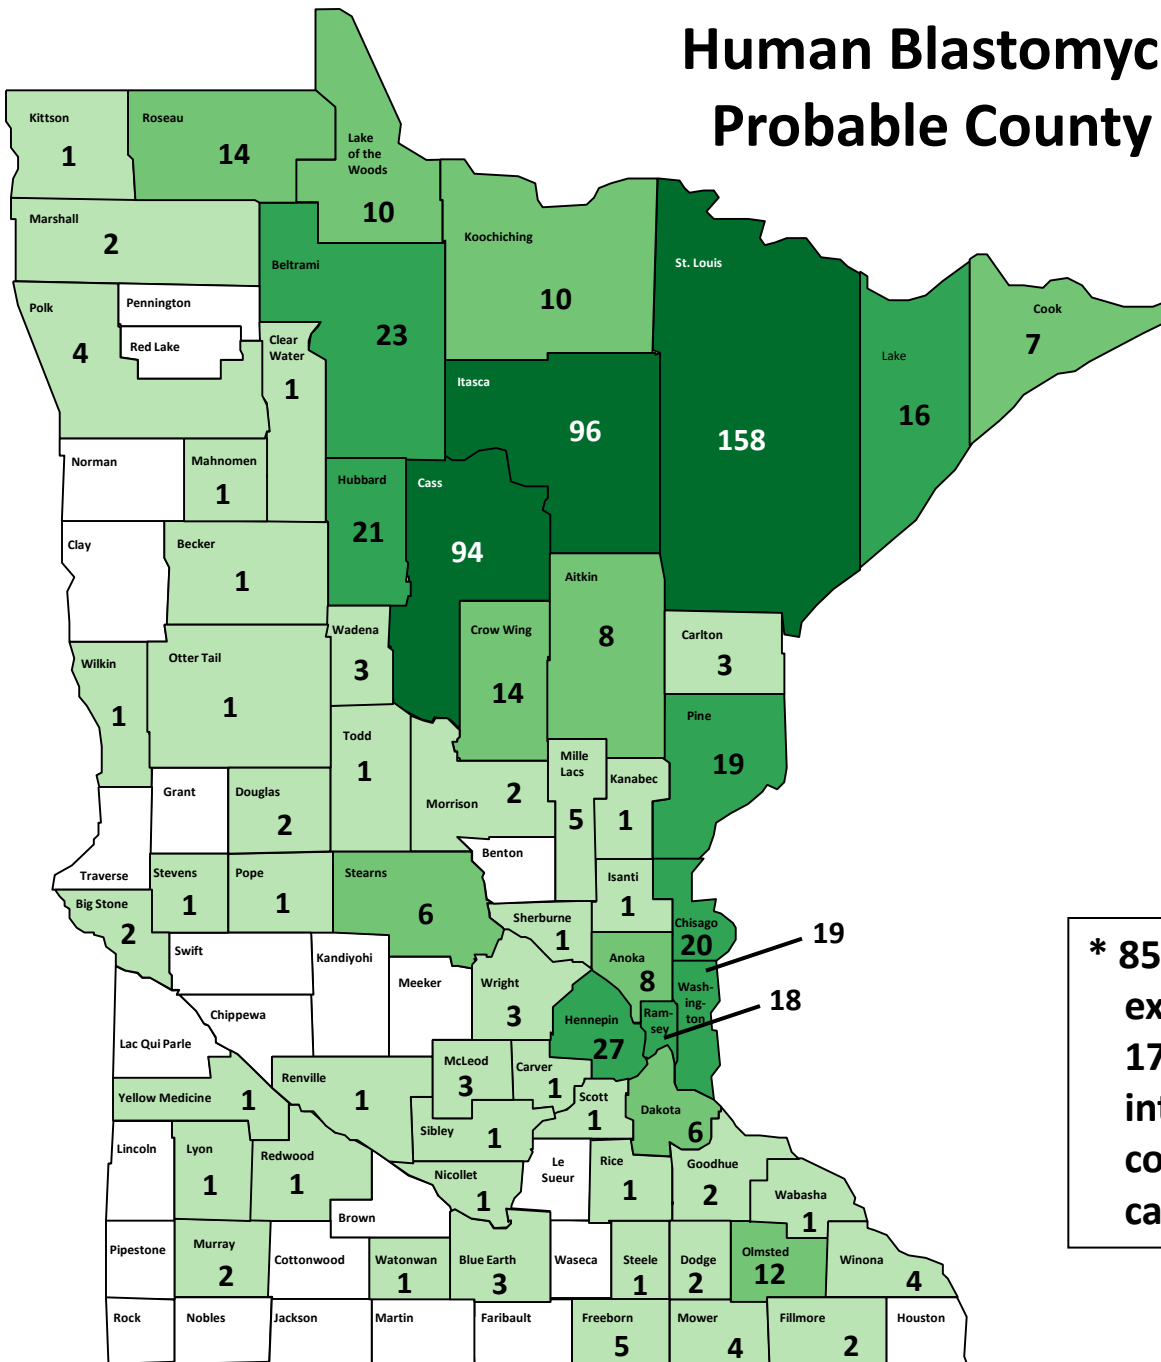 Human Blastomyc
Probable County
Kittson
1
Roseau
14
Lake
of the
Woods
10
Marshall
2
Koochiching
10
St. Louis
158
Beltrami
23
Polk
4
Pennington
Red Lake
Clear
Water
1
Cook
7
Lake
16
Itasca
96
Norman
Mahnomen
1
Hubbard
21
Cass
94
Clay
Becker
1
Aitkin
8
Wadena
3
Crow Wing
14
Carlton
3
Wilkin
1
Otter Tail
1
Pine
19
Todd
1
Mille
Lacs
5
Kanabec
1
Grant
Douglas
2
Morrison
2
Benton
Traverse
Stevens
1
Pope
1
Stearns
6
Isanti
1
Big Stone
2
Sherburne
1
Chisago
20
19
Swift
Kandiyohi
Meeker
Wright
3
Anoka
8
Wash-
ing-
ton
18
Ram-
sey
Chippewa
Hennepin
27
Lac Qui Parle
McLeod
3
Carver
1
Renville
1
Yellow Medicine
1
Scott
1
Dakota
6
Sibley
1
Lincoln
Lyon
1
Redwood
1
Nicollet
1
Le
Sueur
Rice
1
Goodhue
2
Wabasha
1
Brown
Pipestone
Murray
2
Cottonwood
Watonwan
1
Blue Earth
3
Waseca
Steele
1
Dodge
2
Olmsted
12
Winona
4
Rock
Nobles
Jackson
Martin
Faribault
Freeborn
5
Mower
4
Fillmore
2
Houston
* 85
ex
17
int
co
ca